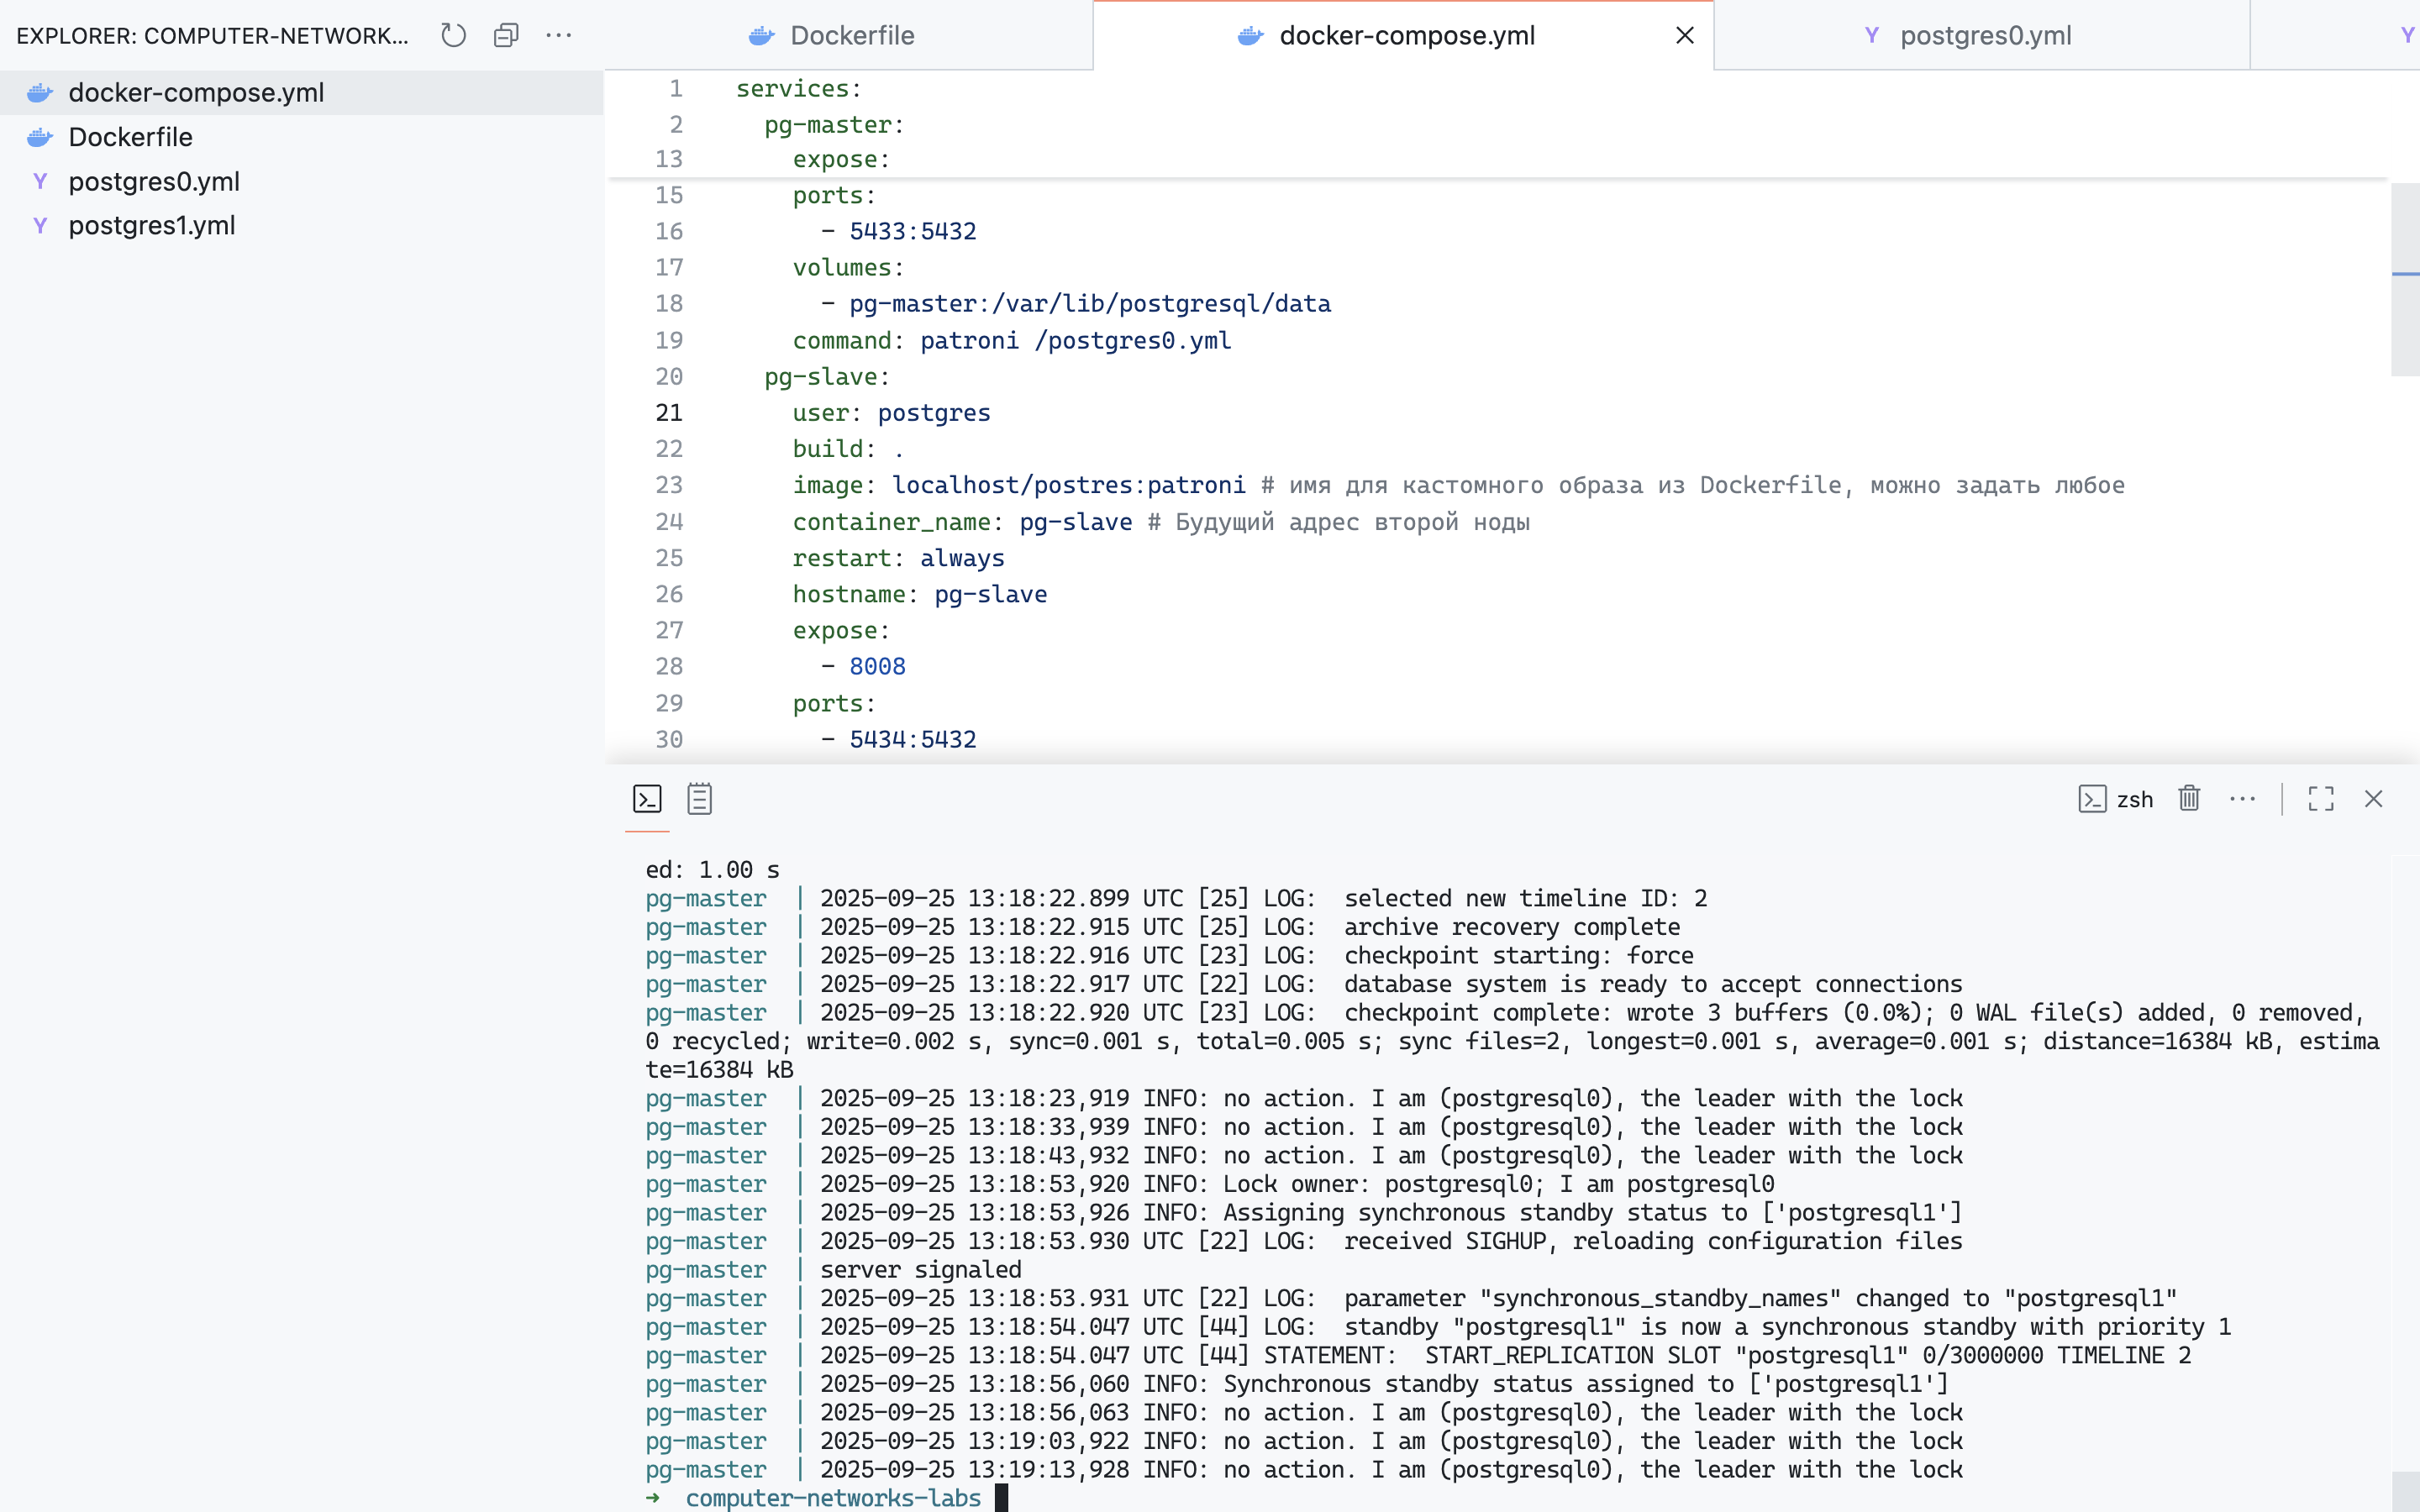 EXPLORER: COMPUTER-NETWORK...
docker-compose.yml
Dockerfile
postgres0.yml
postgres1.yml
Dockerfile
docker-compose.yml
postgres0.yml
1 services:
2 pg-master:
13 expose:
15 ports:
16 - 5433:5432
17 volumes:
18 - pg-master:/var/lib/postgresql/data
19 command: patroni /postgres0.yml
20 pg-slave:
21 user: postgres
22 build: .
23 image: localhost/postres:patroni # имя для кастомного образа из Dockerfile, можно задать любое
24 container_name: pg-slave # Будущий адрес второй ноды
25 restart: always
26 hostname: pg-slave
27 expose:
28 - 8008
29 ports:
30 - 5434:5432
zsh
ed: 1.00 s
pg-master | 2025-09-25 13:18:22.899 UTC [25] LOG: selected new timeline ID: 2
pg-master | 2025-09-25 13:18:22.915 UTC [25] LOG: archive recovery complete
pg-master | 2025-09-25 13:18:22.916 UTC [23] LOG: checkpoint starting: force
pg-master | 2025-09-25 13:18:22.917 UTC [22] LOG: database system is ready to accept connections
pg-master | 2025-09-25 13:18:22.920 UTC [23] LOG: checkpoint complete: wrote 3 buffers (0.0%); 0 WAL file(s) added, 0 removed,
0 recycled; write=0.002 s, sync=0.001 s, total=0.005 s; sync files=2, longest=0.001 s, average=0.001 s; distance=16384 kB, estima
te=16384 kB
pg-master | 2025-09-25 13:18:23,919 INFO: no action. I am (postgresql0), the leader with the lock
pg-master | 2025-09-25 13:18:33,939 INFO: no action. I am (postgresql0), the leader with the lock
pg-master | 2025-09-25 13:18:43,932 INFO: no action. I am (postgresql0), the leader with the lock
pg-master | 2025-09-25 13:18:53,920 INFO: Lock owner: postgresql0; I am postgresql0
pg-master | 2025-09-25 13:18:53,926 INFO: Assigning synchronous standby status to ['postgresql1']
pg-master | 2025-09-25 13:18:53.930 UTC [22] LOG: received SIGHUP, reloading configuration files
pg-master | server signaled
pg-master | 2025-09-25 13:18:53.931 UTC [22] LOG: parameter "synchronous_standby_names" changed to "postgresql1"
pg-master | 2025-09-25 13:18:54.047 UTC [44] LOG: standby "postgresql1" is now a synchronous standby with priority 1
pg-master | 2025-09-25 13:18:54.047 UTC [44] STATEMENT: START_REPLICATION SLOT "postgresql1" 0/3000000 TIMELINE 2
pg-master | 2025-09-25 13:18:56,060 INFO: Synchronous standby status assigned to ['postgresql1']
pg-master | 2025-09-25 13:18:56,063 INFO: no action. I am (postgresql0), the leader with the lock
pg-master | 2025-09-25 13:19:03,922 INFO: no action. I am (postgresql0), the leader with the lock
pg-master | 2025-09-25 13:19:13,928 INFO: no action. I am (postgresql0), the leader with the lock
➜ computer-networks-labs